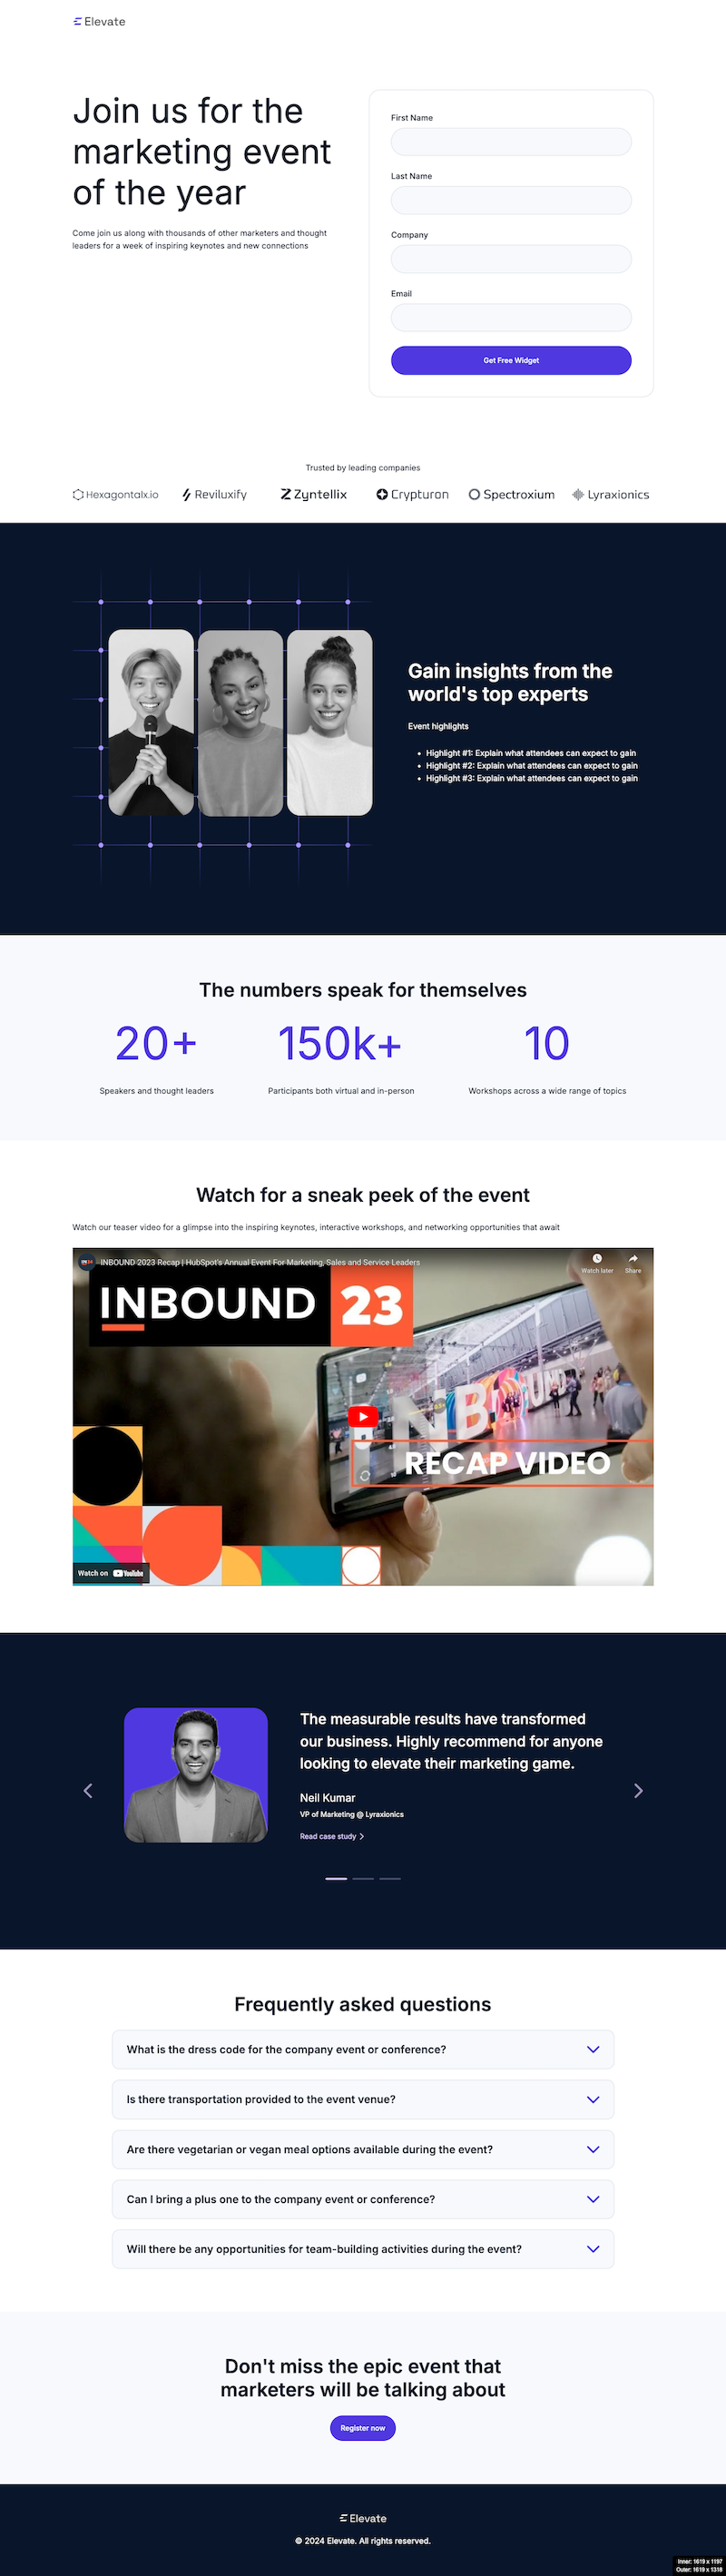 Elevate
Join us for the
marketing event
of the year
Come join us along with thousands of other marketers and thought
leaders for a week of inspiring keynotes and new connections
First Name
Last Name
Company
Email
Get Free Widget
Trusted by leading companies
Hexagontalx.io
Reviluxify
Zyntellix
Crypturon
Spectroxium
Lyraxionics
Gain insights from the
world's top experts
Event highlights
• Highlight #1: Explain what attendees can expect to gain
• Highlight #2: Explain what attendees can expect to gain
• Highlight #3: Explain what attendees can expect to gain
The numbers speak for themselves
20+
150k+
10
Speakers and thought leaders
Participants both virtual and in-person
Workshops across a wide range of topics
Watch for a sneak peek of the event
Watch our teaser video for a glimpse into the inspiring keynotes, interactive workshops, and networking opportunities that await
INBOUND 2023 Recap | HubSpot's Annual Event For Marketing, Sales and Service Leaders
Watch later
Share
INBOUND 23
RECAP VIDEO
Watch on YouTube
The measurable results have transformed
our business. Highly recommend for anyone
looking to elevate their marketing game.
Neil Kumar
VP of Marketing @ Lyraxionics
Read case study
Frequently asked questions
What is the dress code for the company event or conference?
Is there transportation provided to the event venue?
Are there vegetarian or vegan meal options available during the event?
Can I bring a plus one to the company event or conference?
Will there be any opportunities for team-building activities during the event?
Don't miss the epic event that
marketers will be talking about
Register now
Elevate
© 2024 Elevate. All rights reserved.
Inner: 1619 x 1197
Outer: 1619 x 1318